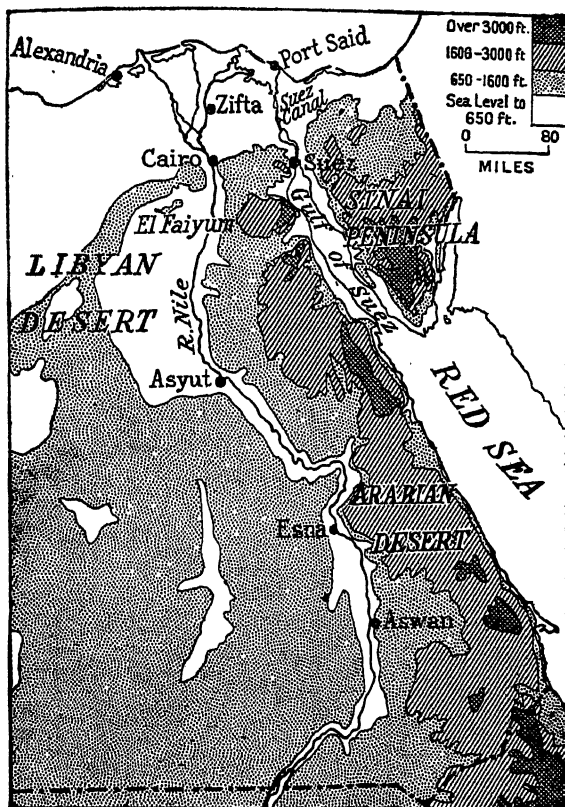 Over 3000 ft.
1600-3000 ft.
650-1600 ft.
Sea Level to
650 ft.
0 80
MILES
Alexandria
Port Said
Zifta
Suez
Canal
Cairo
Suez
SINAI
PENINSULA
El Faiyum
Gulf of Suez
LIBYAN
DESERT
R. Nile
Asyut
RED SEA
ARABIAN
DESERT
Esna
Aswan